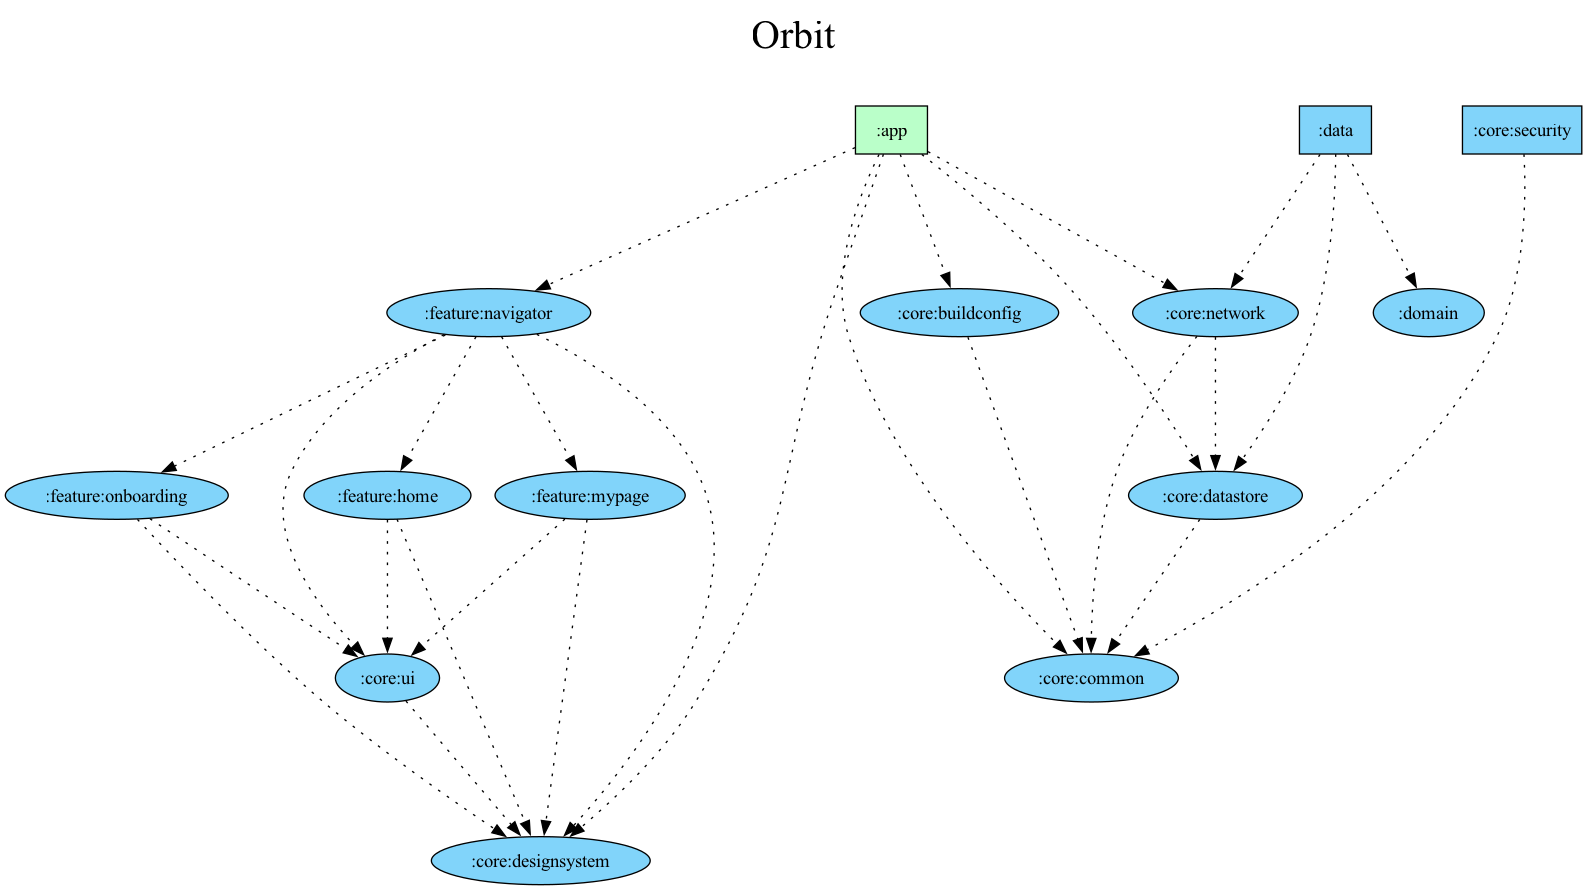 Orbit
:app
:data
:core:security
:feature:navigator
:core:buildconfig
:core:network
:domain
:feature:onboarding
:feature:home
:feature:mypage
:core:datastore
:core:ui
:core:common
:core:designsystem